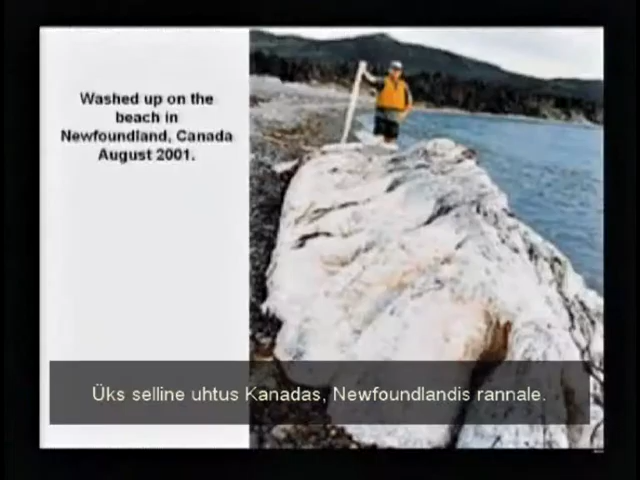 Washed up on the
beach in
Newfoundland, Canada
August 2001.
Üks selline uhtus Kanadas, Newfoundlandis rannale.